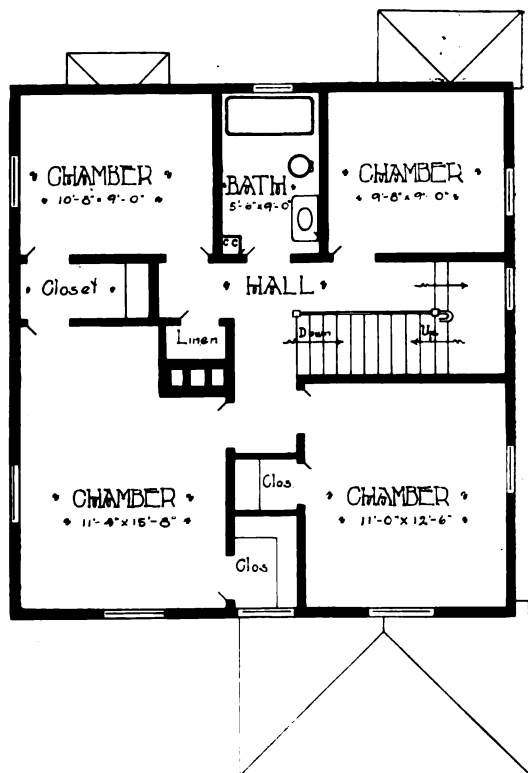 CHAMBER
10'-8" × 9'-0"
BATH
5'-6" × 9'-0"
CHAMBER
9'-8" × 9'-0"
CC
Closet
HALL
Linen
Down
Up
CHAMBER
11'-4" × 15'-8"
Clos
CHAMBER
11'-0" × 12'-6"
Clos